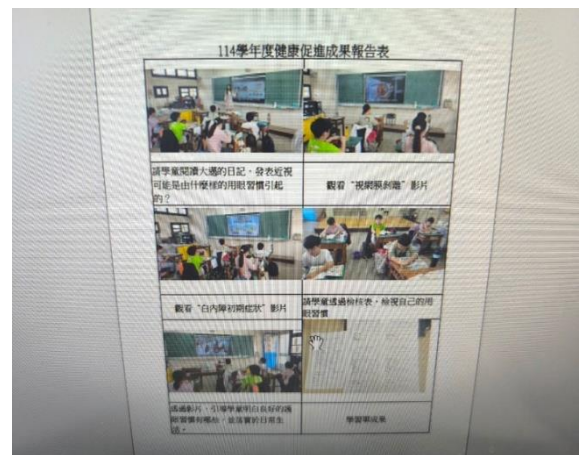 114學年度健康促進成果報告表
請學童閱讀大過的日記，發表近視
可能是由什麼樣的用眼習慣引起
的？
觀看“視網膜剝離”影片
觀看“白內障初期症狀”影片
請學童透過檢核表，檢視自己的用
眼習慣
透過影片，引導學童明白良好的護
眼習慣有哪些，並落實於日常生
活。
學習單成果